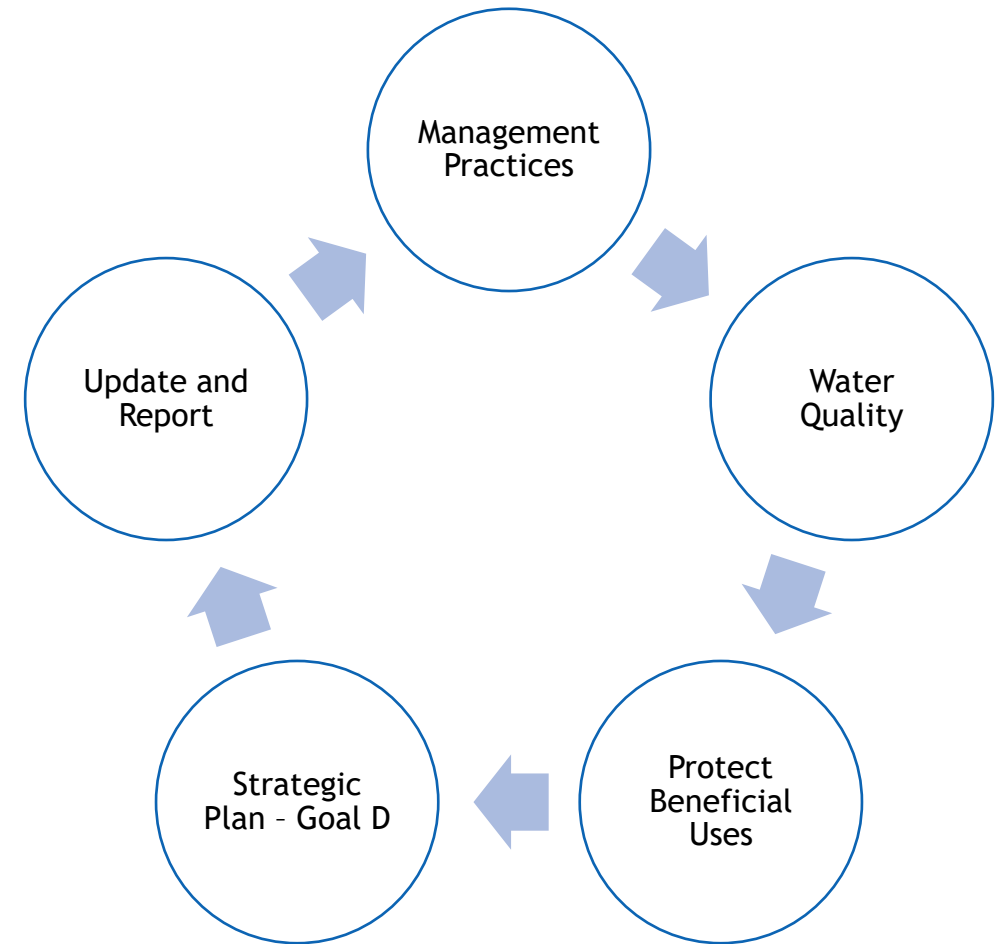 Management
Practices
Water
Quality
Protect
Beneficial
Uses
Strategic
Plan – Goal D
Update and
Report